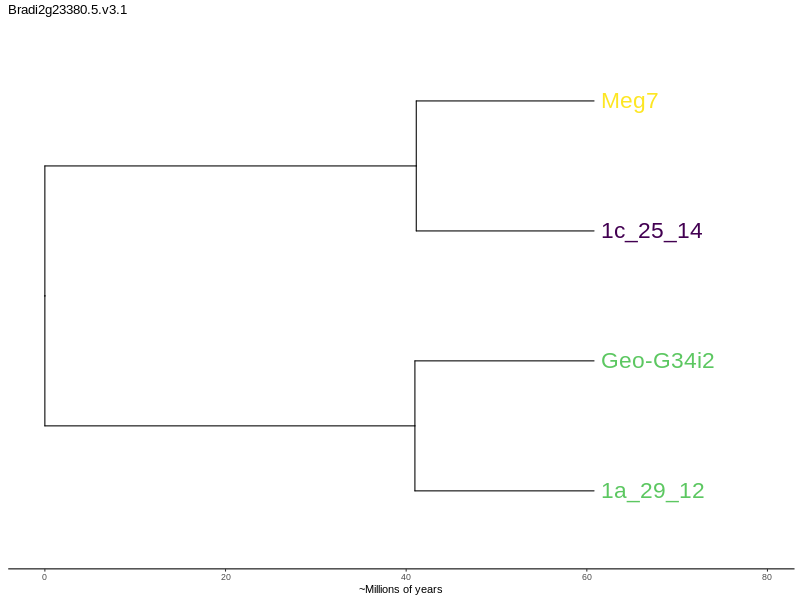 Bradi2g23380.5.v3.1
Meg7
1c_25_14
Geo-G34i2
1a_29_12
0 20 40 60 80
~Millions of years